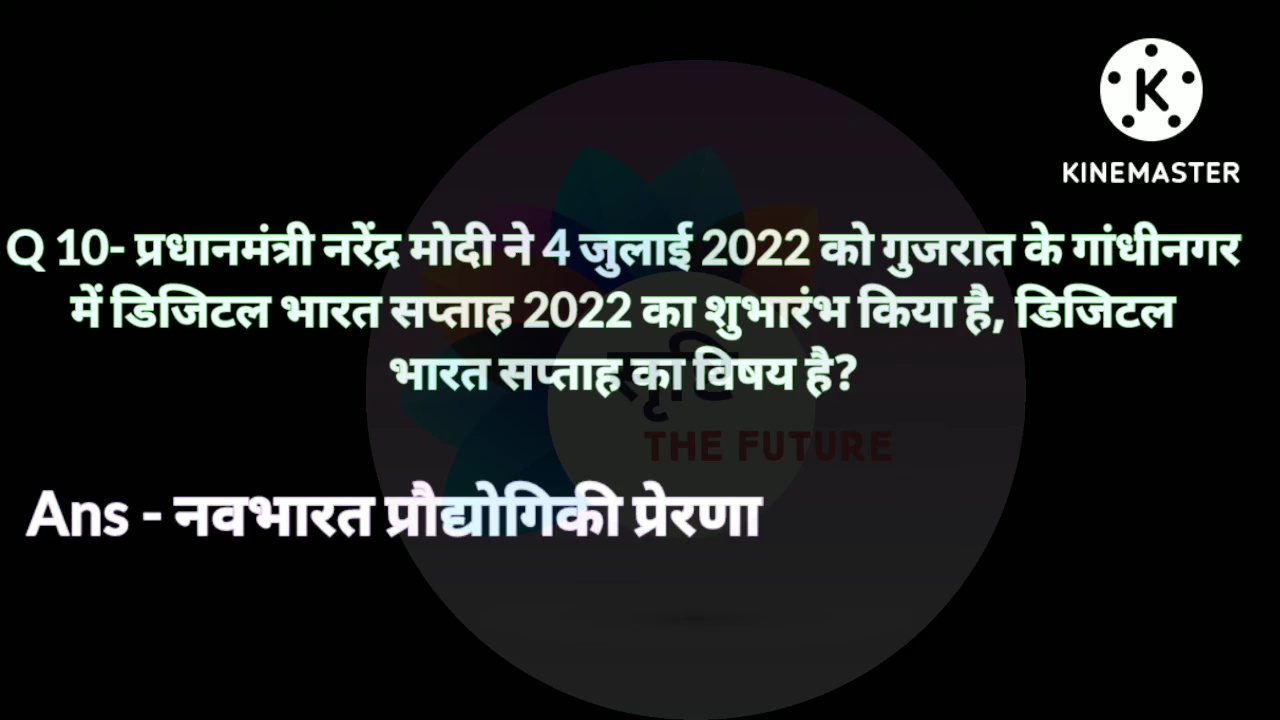 KINEMASTER
Q 10- प्रधानमंत्री नरेंद्र मोदी ने 4 जुलाई 2022 को गुजरात के गांधीनगर
में डिजिटल भारत सप्ताह 2022 का शुभारंभ किया है, डिजिटल
भारत सप्ताह का विषय है?
THE FUTURE
Ans - नवभारत प्रौद्योगिकी प्रेरणा